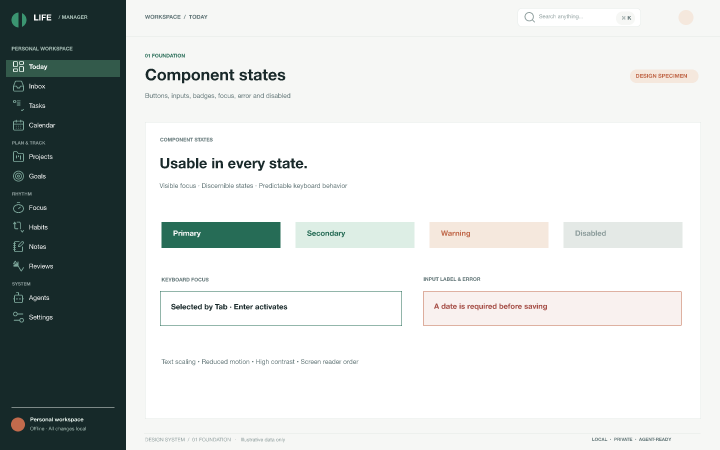 LIFE / MANAGER
PERSONAL WORKSPACE
Today
Inbox
Tasks
Calendar
PLAN & TRACK
Projects
Goals
RHYTHM
Focus
Habits
Notes
Reviews
SYSTEM
Agents
Settings
Personal workspace
Offline · All changes local
WORKSPACE / TODAY
Search anything...
⌘ K
01 FOUNDATION
Component states
Buttons, inputs, badges, focus, error and disabled
DESIGN SPECIMEN
COMPONENT STATES
Usable in every state.
Visible focus · Discernible states · Predictable keyboard behavior
Primary
Secondary
Warning
Disabled
KEYBOARD FOCUS
Selected by Tab · Enter activates
INPUT LABEL & ERROR
A date is required before saving
Text scaling • Reduced motion • High contrast • Screen reader order
DESIGN SYSTEM / 01 FOUNDATION · Illustrative data only
LOCAL · PRIVATE · AGENT-READY